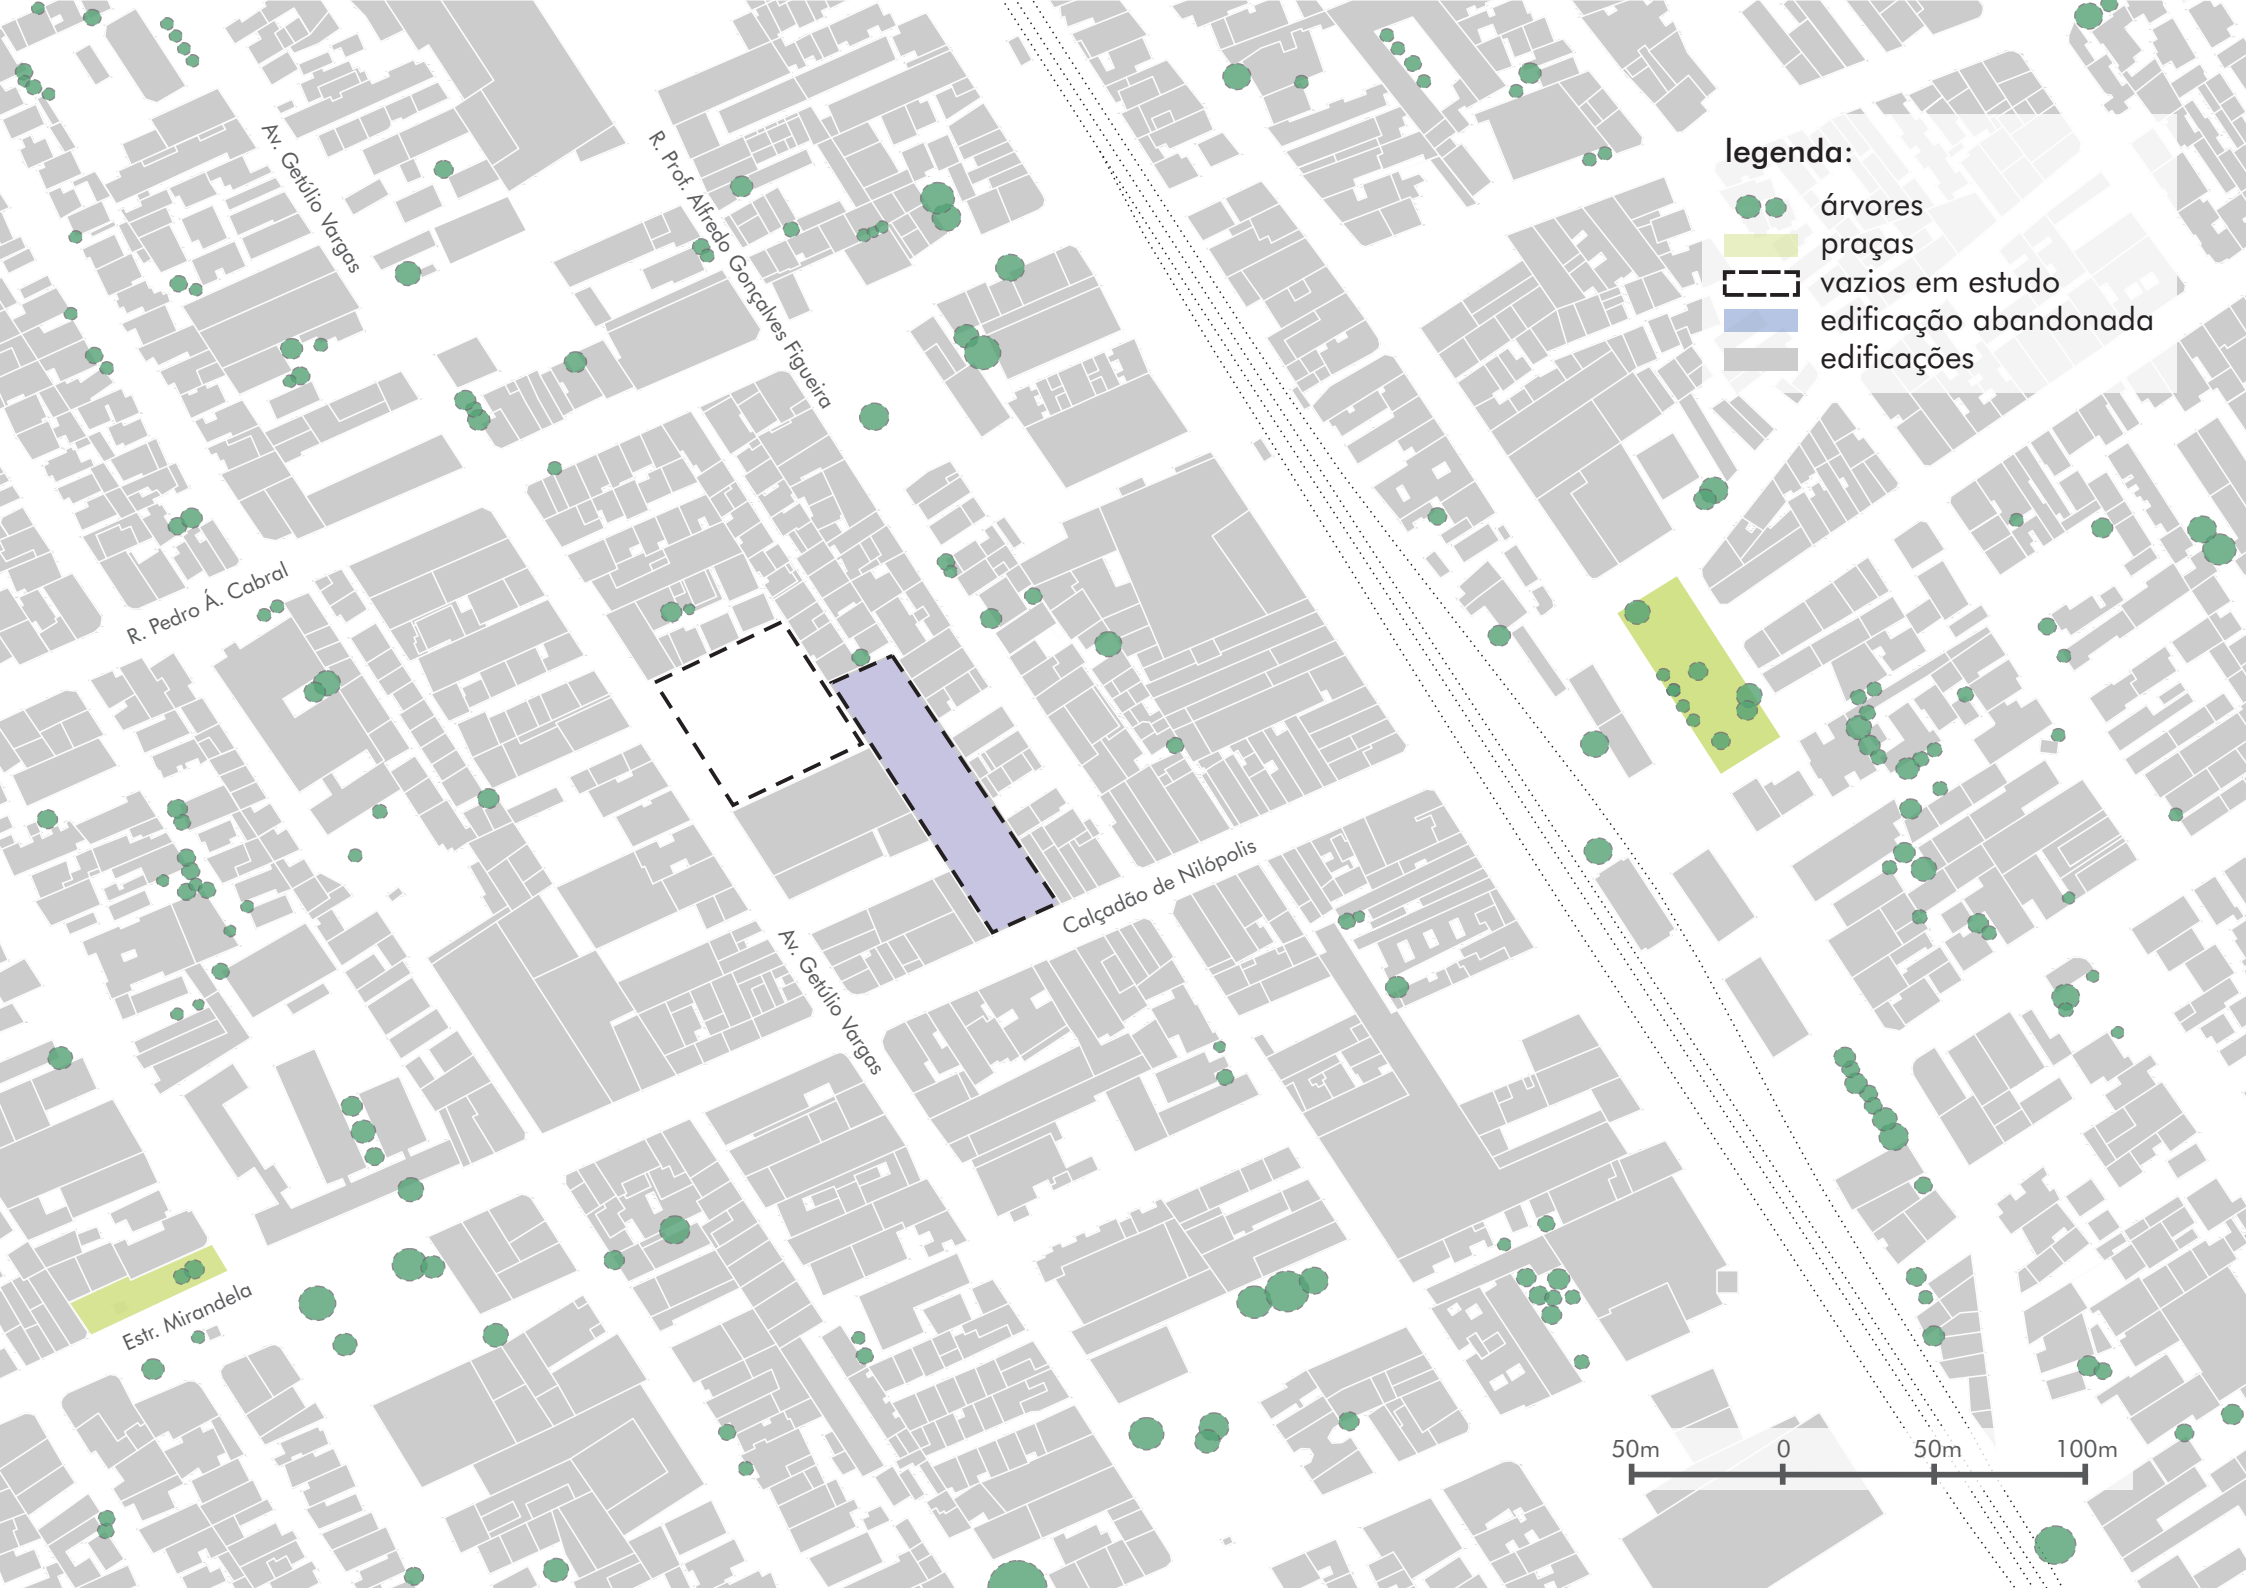 Av. Getúlio Vargas
R. Prof. Alfredo Gonçalves Figueira
legenda:
árvores
praças
vazios em estudo
edificação abandonada
edificações
R. Pedro Á. Cabral
Calçadão de Nilópolis
Av. Getúlio Vargas
Estr. Mirandela
50m 0 50m 100m